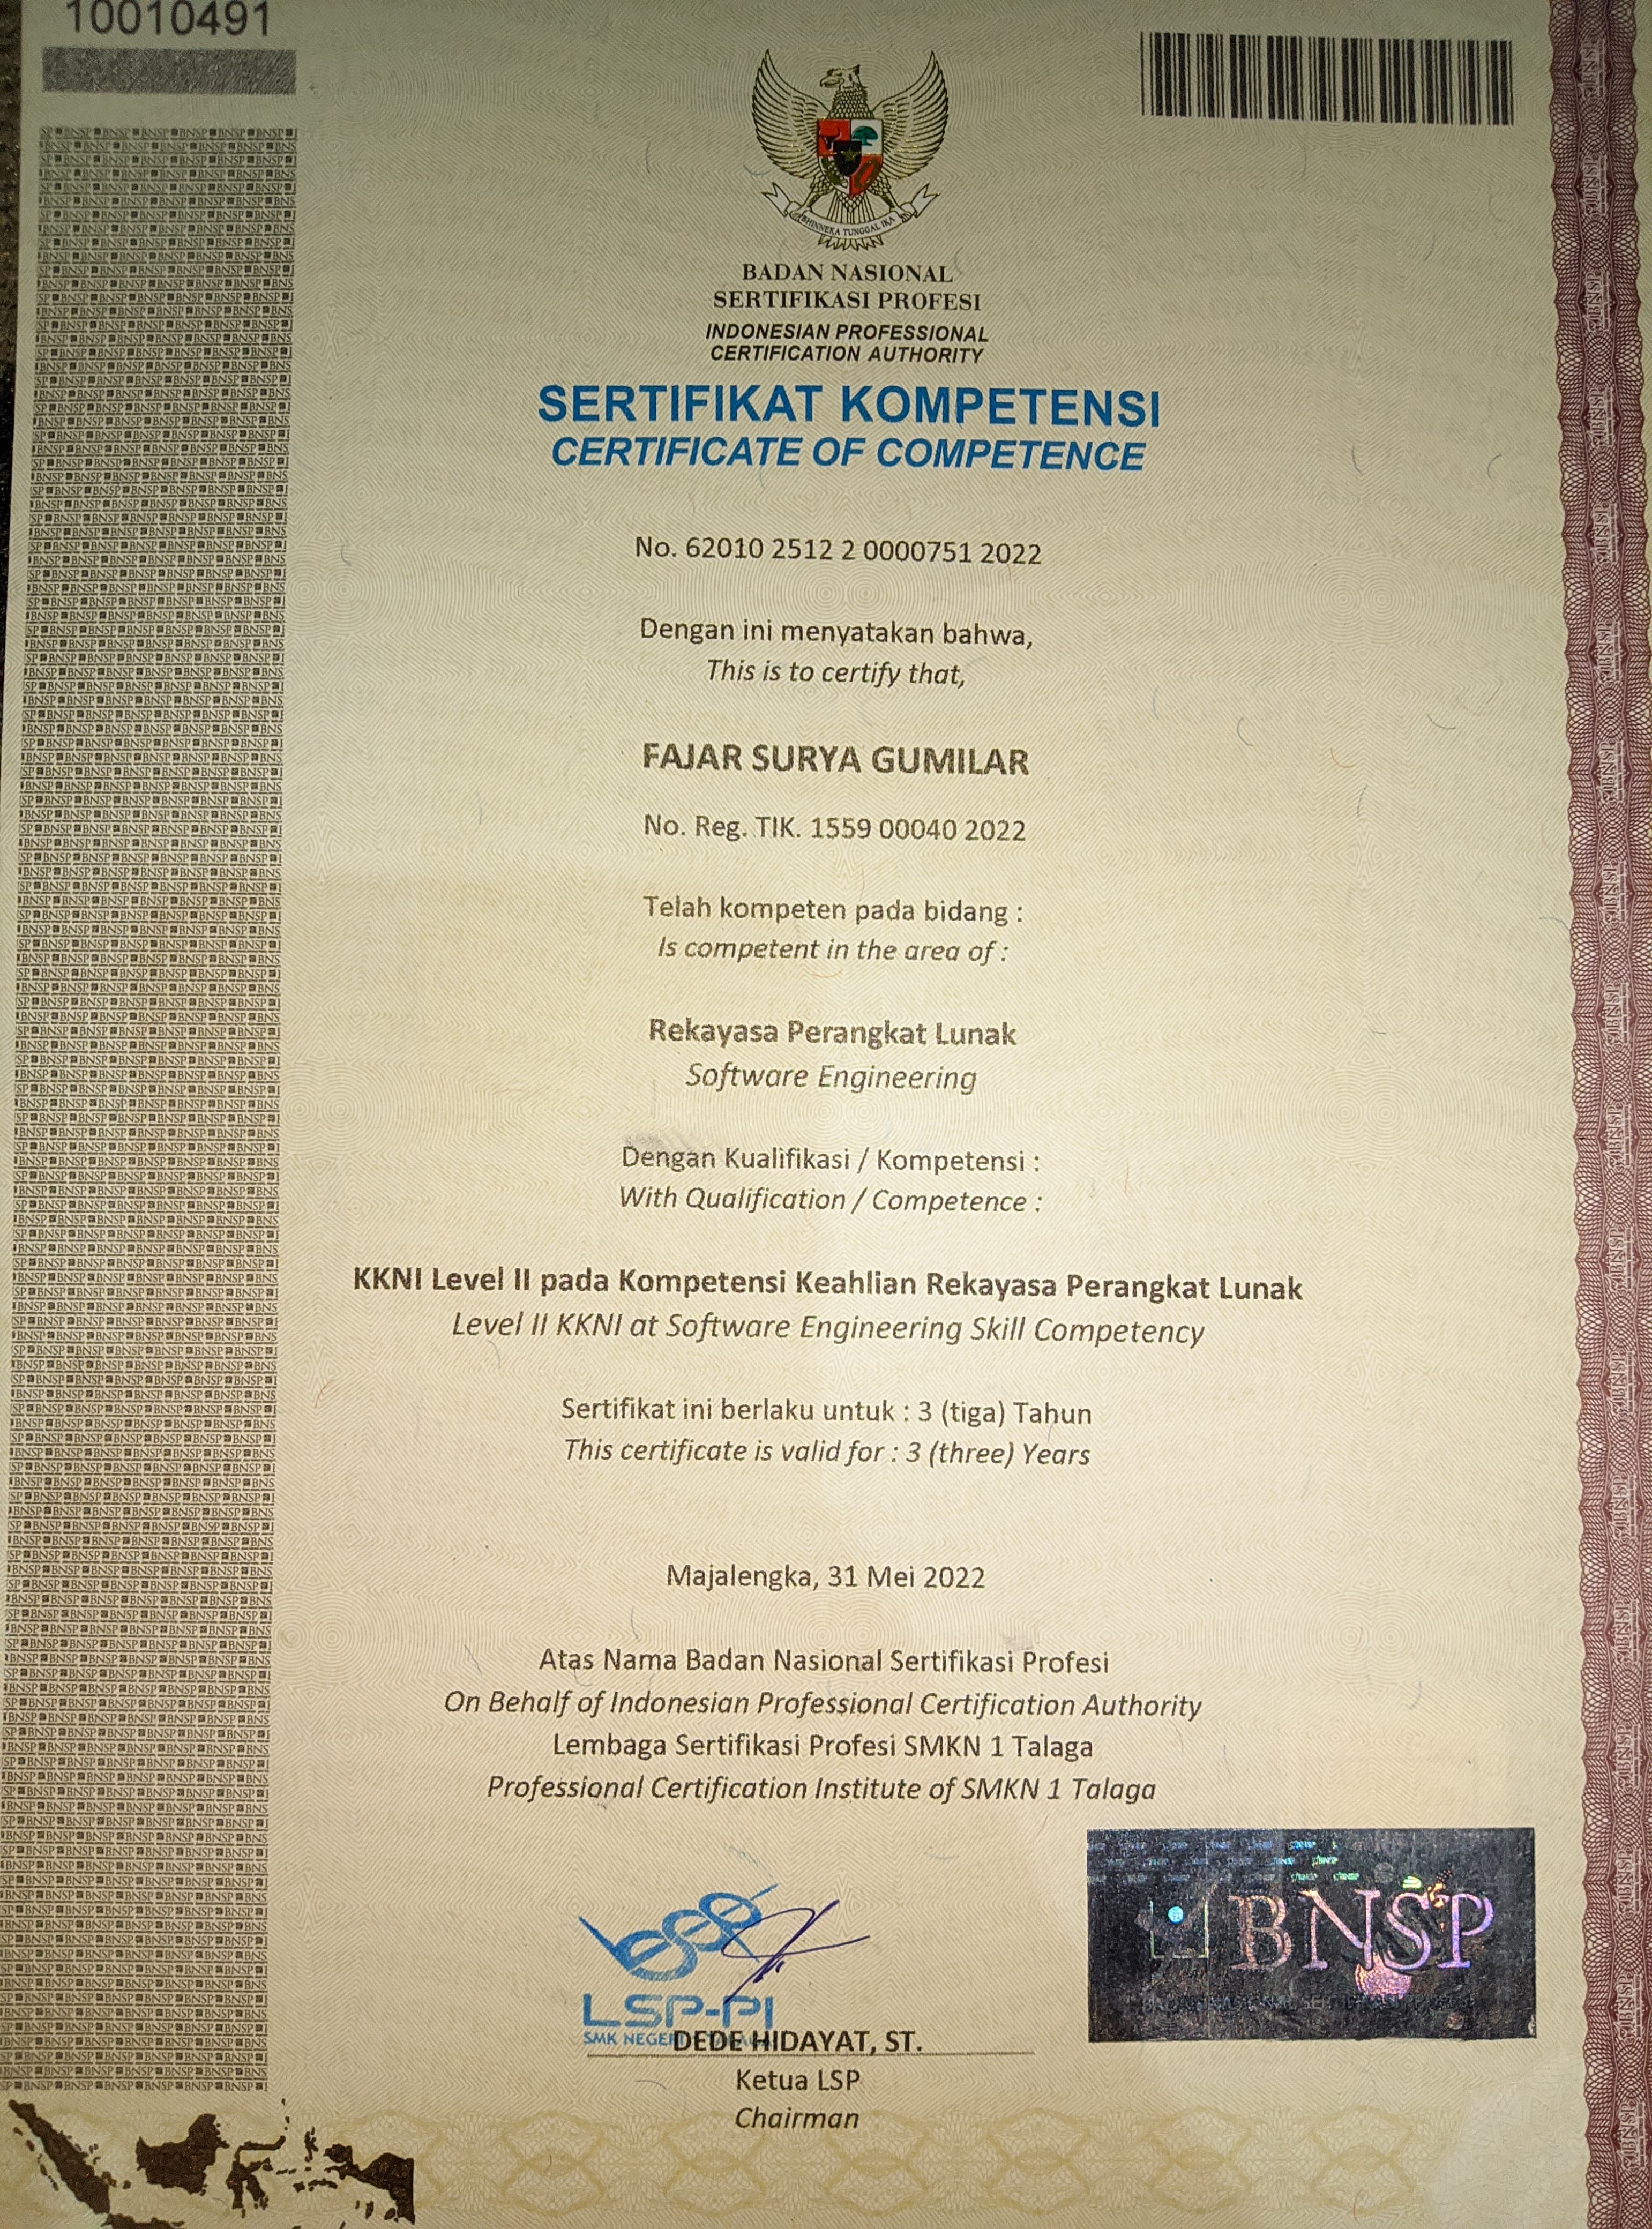 10010491
BHINNEKA TUNGGAL IKA
BADAN NASIONAL
SERTIFIKASI PROFESI
INDONESIAN PROFESSIONAL
CERTIFICATION AUTHORITY
SERTIFIKAT KOMPETENSI
CERTIFICATE OF COMPETENCE
No. 62010 2512 2 0000751 2022
Dengan ini menyatakan bahwa,
This is to certify that,
FAJAR SURYA GUMILAR
No. Reg. TIK. 1559 00040 2022
Telah kompeten pada bidang :
Is competent in the area of :
Rekayasa Perangkat Lunak
Software Engineering
Dengan Kualifikasi / Kompetensi :
With Qualification / Competence :
KKNI Level II pada Kompetensi Keahlian Rekayasa Perangkat Lunak
Level II KKNI at Software Engineering Skill Competency
Sertifikat ini berlaku untuk : 3 (tiga) Tahun
This certificate is valid for : 3 (three) Years
Majalengka, 31 Mei 2022
Atas Nama Badan Nasional Sertifikasi Profesi
On Behalf of Indonesian Professional Certification Authority
Lembaga Sertifikasi Profesi SMKN 1 Talaga
Professional Certification Institute of SMKN 1 Talaga
BNSP
LSP-P1
SMK NEGERI
DEDE HIDAYAT, ST.
Ketua LSP
Chairman